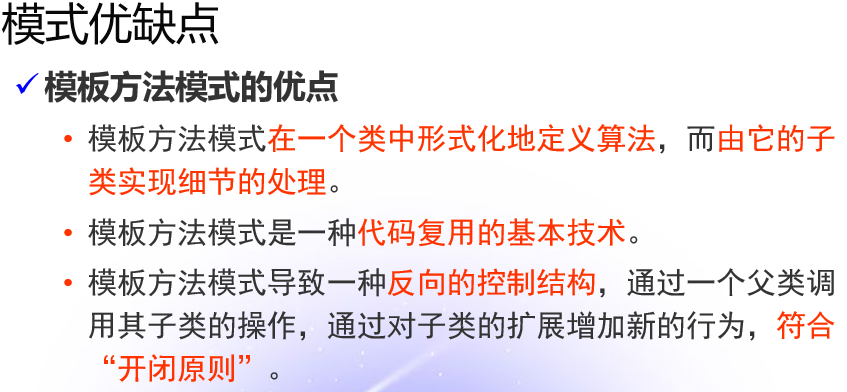 模式优缺点
✓模板方法模式的优点
• 模板方法模式在一个类中形式化地定义算法，而由它的子
类实现细节的处理。
• 模板方法模式是一种代码复用的基本技术。
• 模板方法模式导致一种反向的控制结构，通过一个父类调
用其子类的操作，通过对子类的扩展增加新的行为，符合
“开闭原则”。